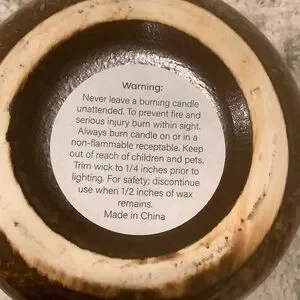 Warning:
Never leave a burning candle
unattended. To prevent fire and
serious injury burn within sight.
Always burn candle on or in a
non-flammable receptable. Keep
out of reach of children and pets.
Trim wick to 1/4 inches prior to
lighting. For safety; discontinue
use when 1/2 inches of wax
remains.
Made in China